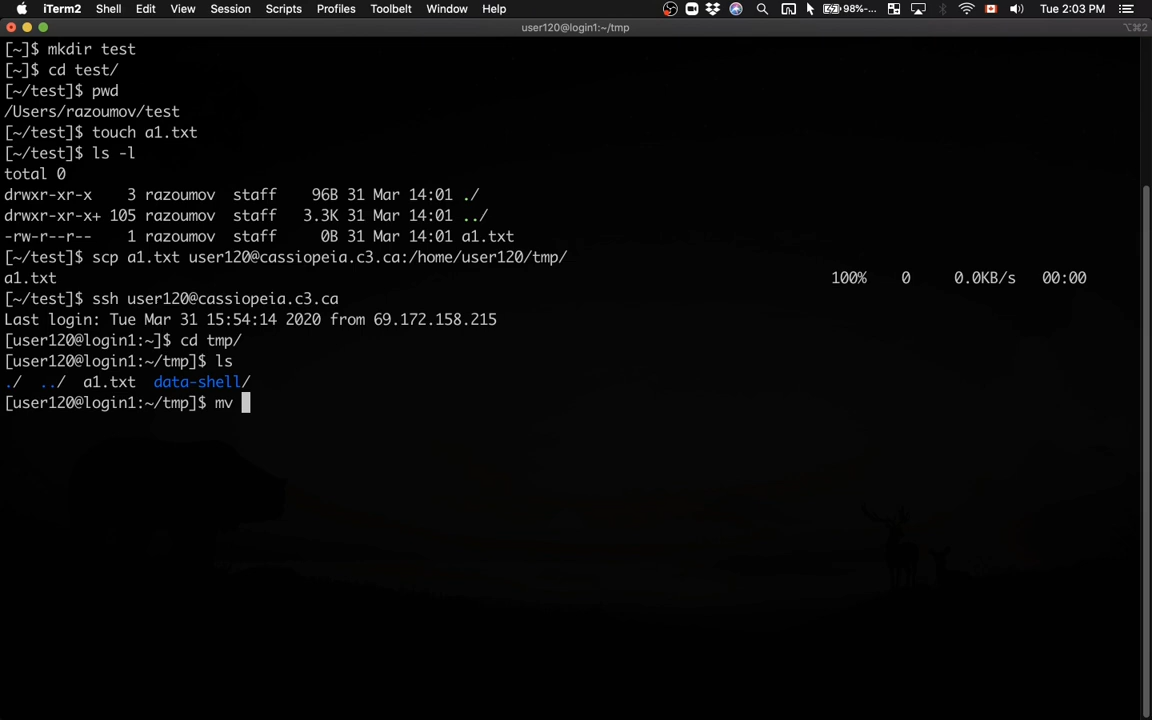 iTerm2 Shell Edit View Session Scripts Profiles Toolbelt Window Help 98%-... Tue 2:03 PM
user120@login1:~/tmp ⌥⌘2
[~]$ mkdir test
[~]$ cd test/
[~/test]$ pwd
/Users/razoumov/test
[~/test]$ touch a1.txt
[~/test]$ ls -l
total 0
drwxr-xr-x    3 razoumov  staff    96B 31 Mar 14:01 ./
drwxr-xr-x+ 105 razoumov  staff   3.3K 31 Mar 14:01 ../
-rw-r--r--    1 razoumov  staff     0B 31 Mar 14:01 a1.txt
[~/test]$ scp a1.txt user120@cassiopeia.c3.ca:/home/user120/tmp/
a1.txt 100%    0     0.0KB/s   00:00
[~/test]$ ssh user120@cassiopeia.c3.ca
Last login: Tue Mar 31 15:54:14 2020 from 69.172.158.215
[user120@login1:~]$ cd tmp/
[user120@login1:~/tmp]$ ls
./  ../  a1.txt  data-shell/
[user120@login1:~/tmp]$ mv